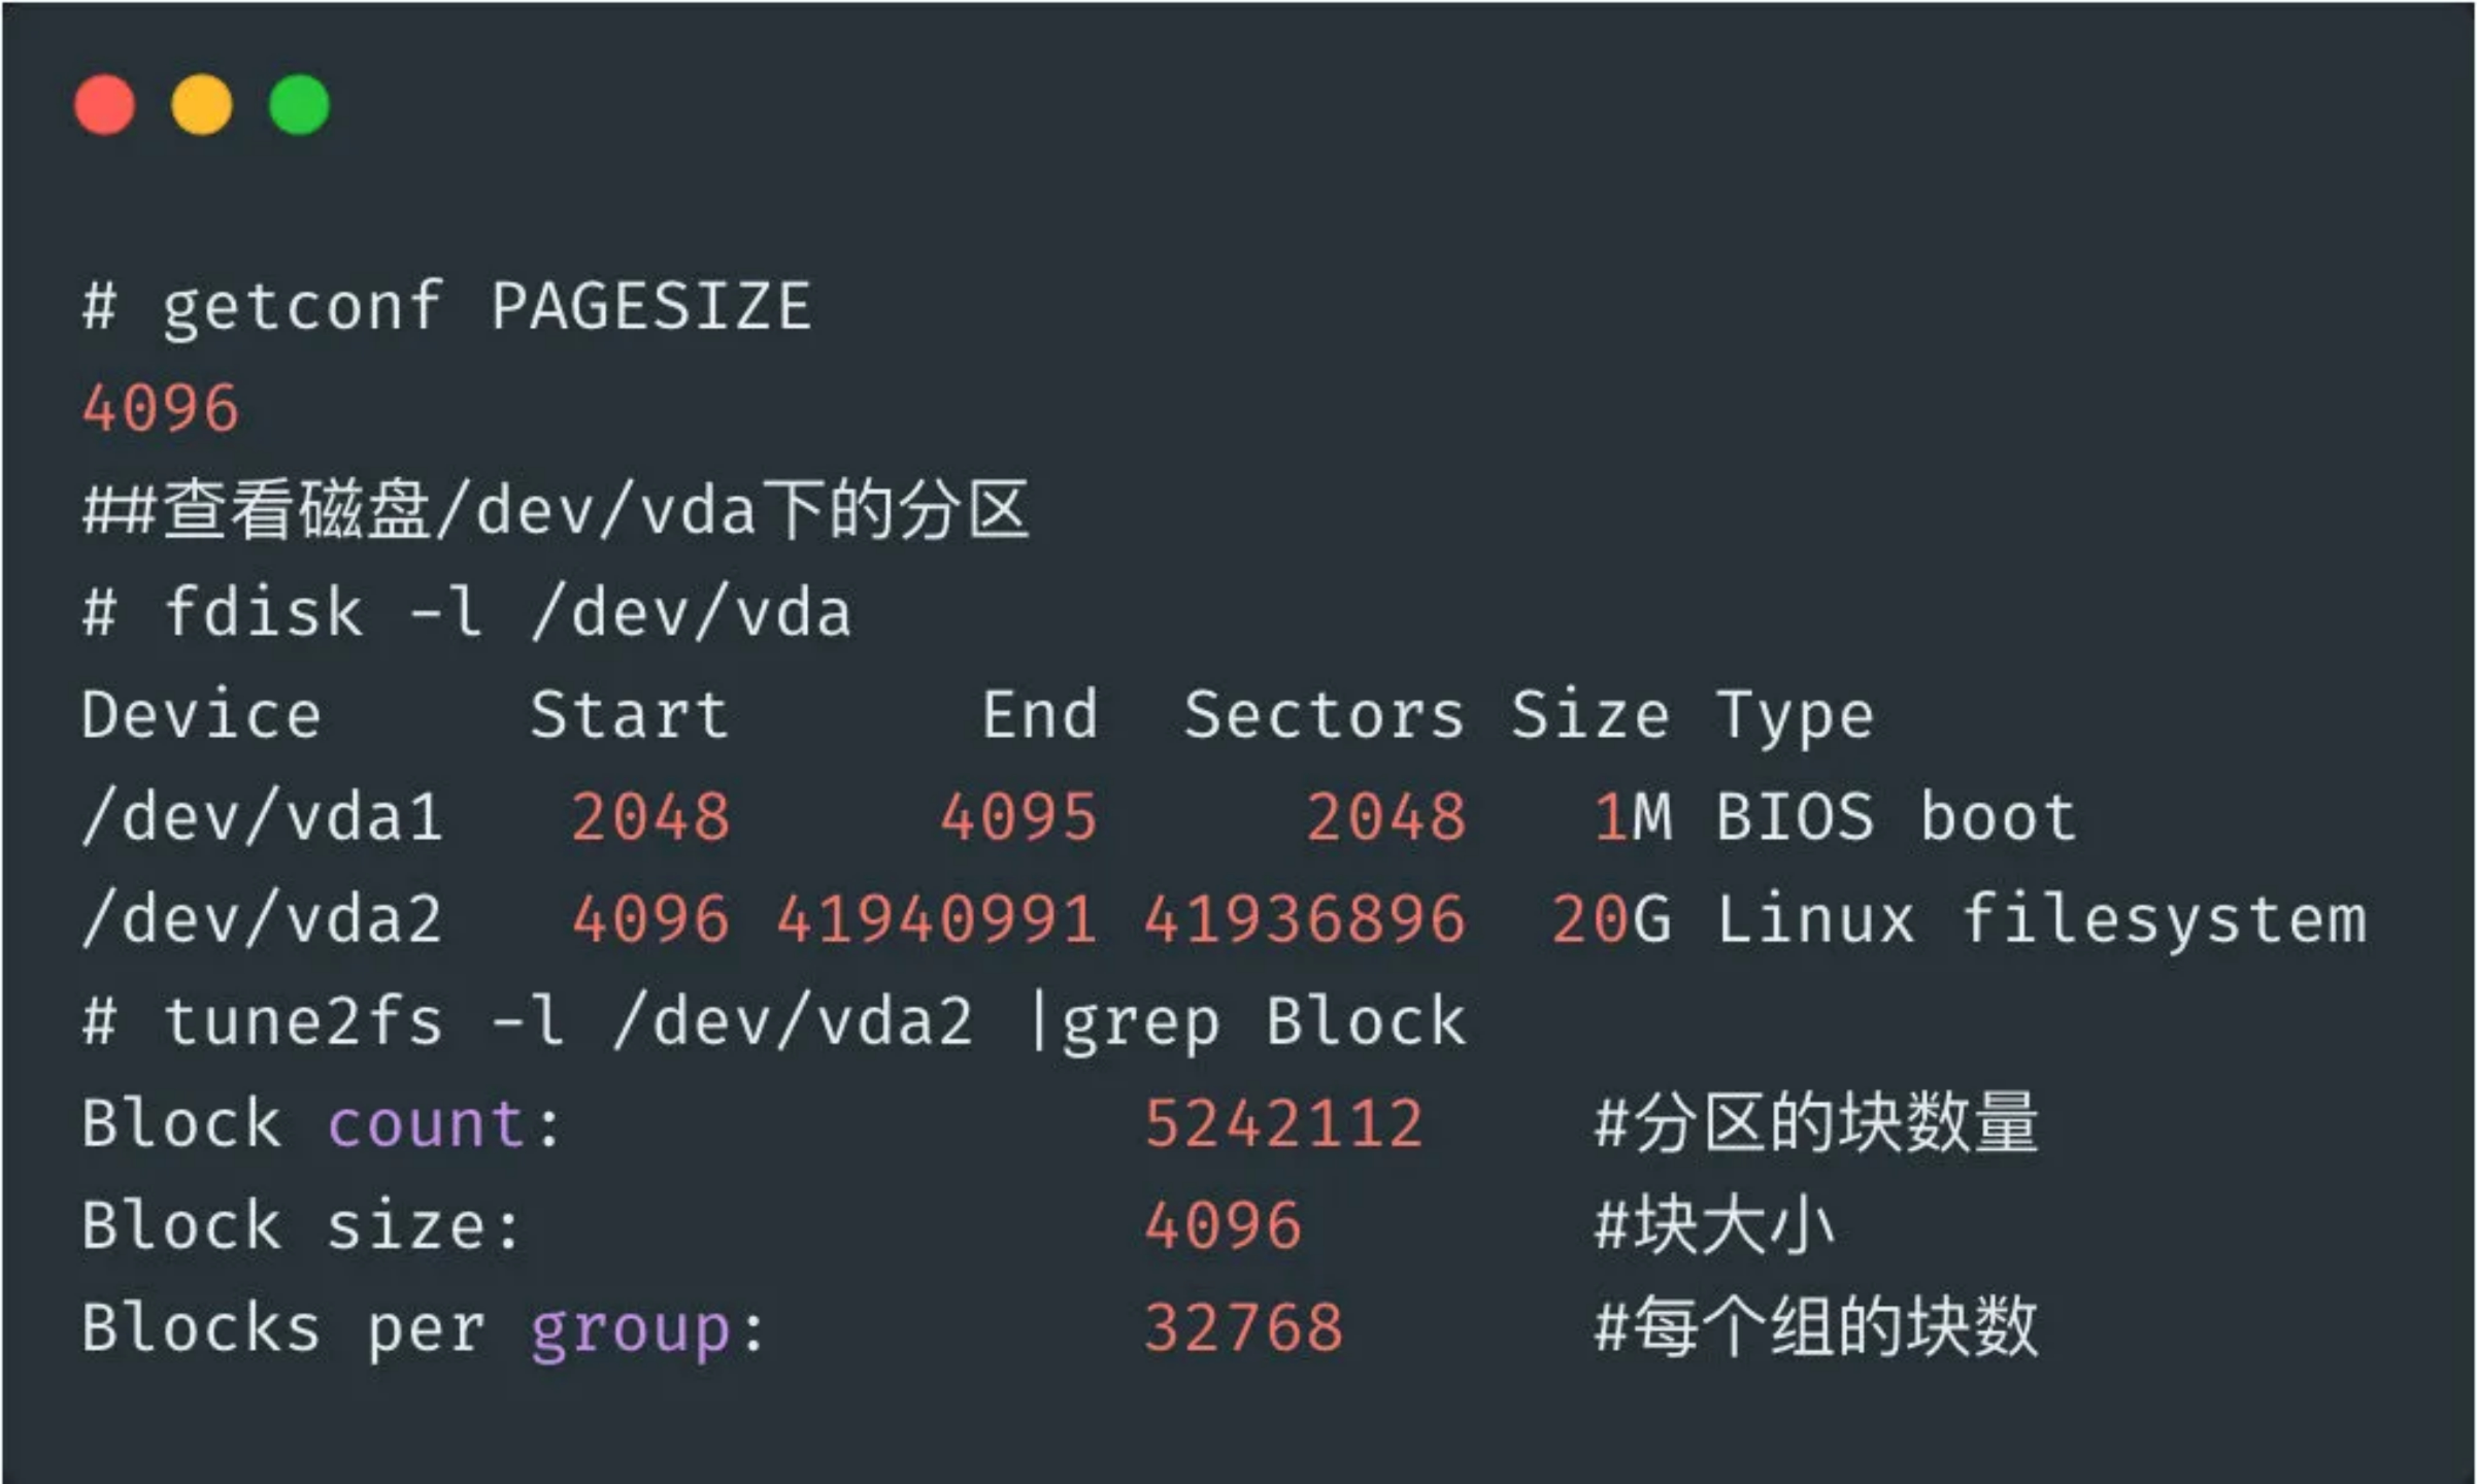 # getconf PAGESIZE
4096
##查看磁盘/dev/vda下的分区
# fdisk -l /dev/vda
Device     Start      End  Sectors Size Type
/dev/vda1   2048     4095     2048   1M BIOS boot
/dev/vda2   4096 41940991 41936896  20G Linux filesystem
# tune2fs -l /dev/vda2 |grep Block
Block count:              5242112    #分区的块数量
Block size:               4096       #块大小
Blocks per group:         32768      #每个组的块数